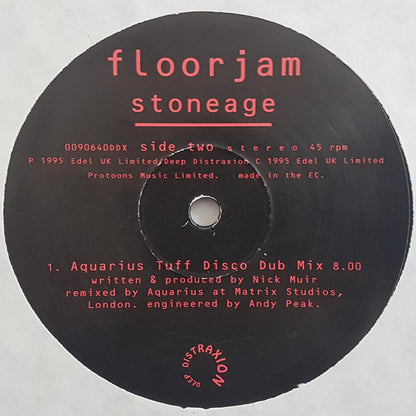 floorjam
stoneage
0090640DDX side two stereo 45 rpm
P 1995 Edel UK Limited/Deep Distraxion C 1995 Edel UK Limited
Protoons Music Limited. made in the EC.
1. Aquarius Tuff Disco Dub Mix 8.00
written & produced by Nick Muir
remixed by Aquarius at Matrix Studios,
London. engineered by Andy Peak.
DEEP DISTRAXION